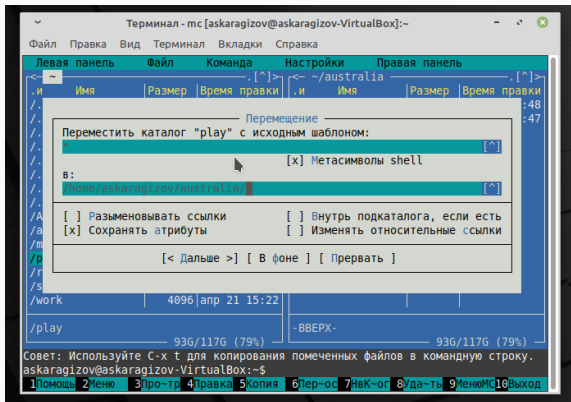 Терминал - mc [askaragizov@askaragizov-VirtualBox]:~
Файл Правка Вид Терминал Вкладки Справка
Левая панель Файл Команда Настройки Правая панель
<— ~ .[^]> <— ~/australia .[^]>
.и Имя Размер Время правки .и Имя Размер Время правки
/. :48
/. Перемещение :47
/. Переместить каталог "play" с исходным шаблоном:
/. * [^]
/. [x] Метасимволы shell
/. в:
/. /home/askaragizov/australia/ [^]
/A [ ] Разыменовывать ссылки [ ] Внутрь подкаталога, если есть
/a [x] Сохранять атрибуты [ ] Изменять относительные ссылки
/m
/p [< Дальше >] [ В фоне ] [ Прервать ]
/r
/s
/work 4096 апр 21 15:22
/play -ВВЕРХ-
93G/117G (79%) 93G/117G (79%)
Совет: Используйте C-x t для копирования помеченных файлов в командную строку.
askaragizov@askaragizov-VirtualBox:~$
1Помощь 2Меню 3Про~тр 4Правка 5Копия 6Пер~ос 7НвК~ог 8Уда~ть 9МенюMC 10Выход